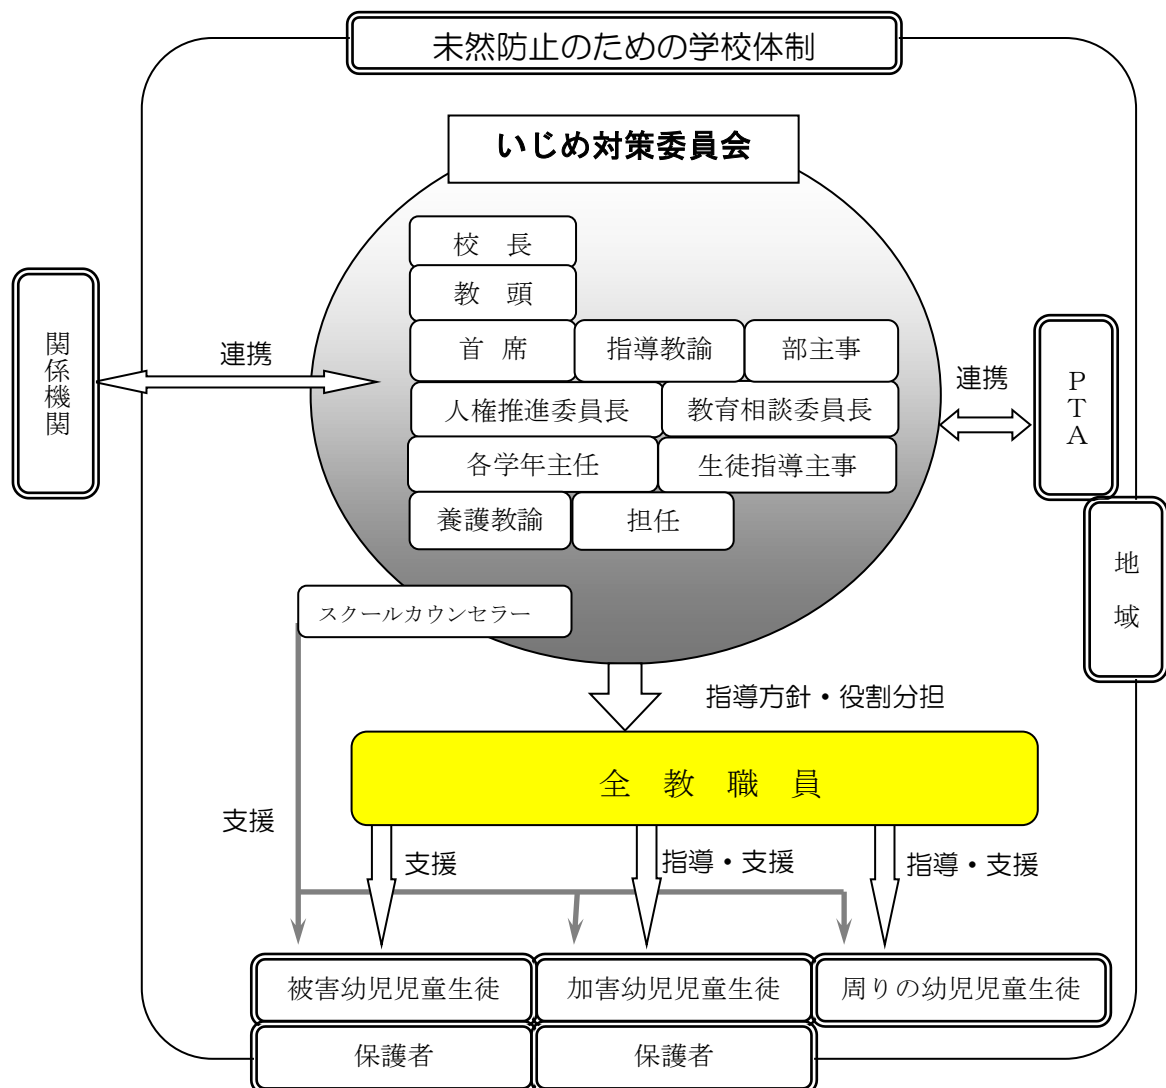 未然防止のための学校体制
いじめ対策委員会
校 長
教 頭
首 席
指導教諭
部主事
人権推進委員長
教育相談委員長
各学年主任
生徒指導主事
養護教諭
担任
スクールカウンセラー
関係機関
連携
連携
PTA
地域
指導方針・役割分担
全 教 職 員
支援
支援
指導・支援
指導・支援
被害幼児児童生徒
加害幼児児童生徒
周りの幼児児童生徒
保護者
保護者